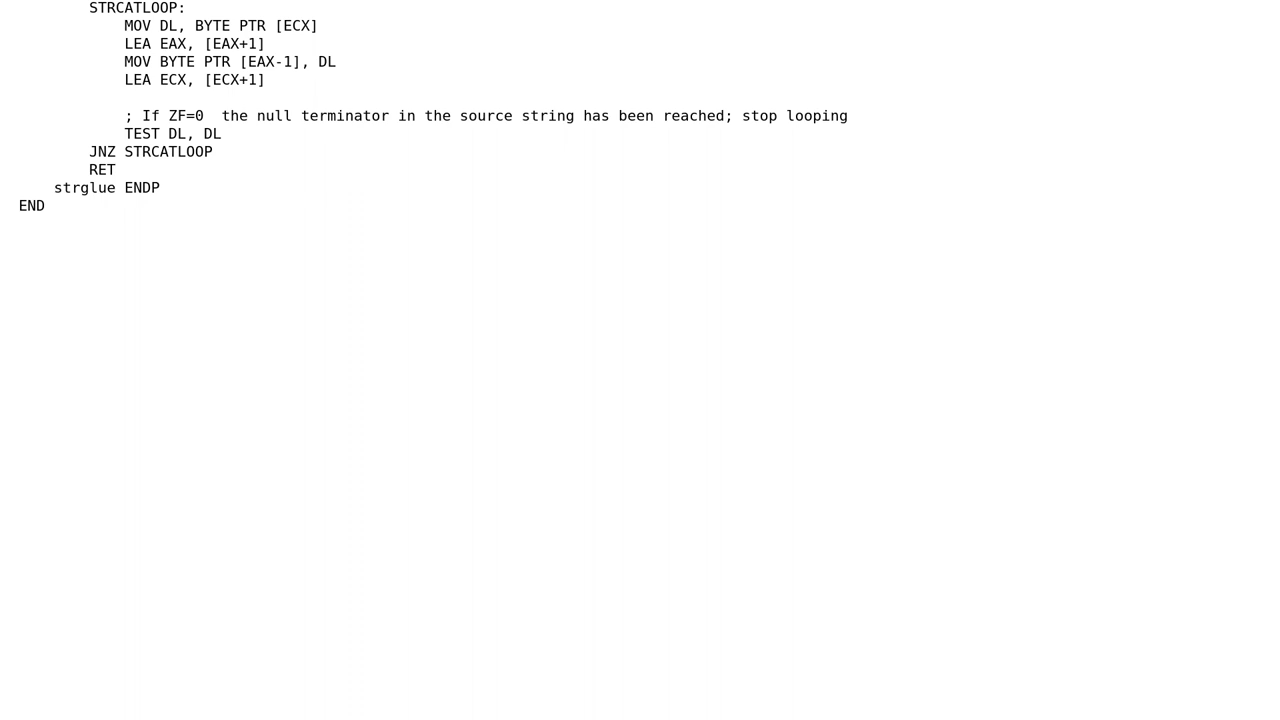 STRCATLOOP:
MOV DL, BYTE PTR [ECX]
LEA EAX, [EAX+1]
MOV BYTE PTR [EAX-1], DL
LEA ECX, [ECX+1]
; If ZF=0  the null terminator in the source string has been reached; stop looping
TEST DL, DL
JNZ STRCATLOOP
RET
strglue ENDP
END